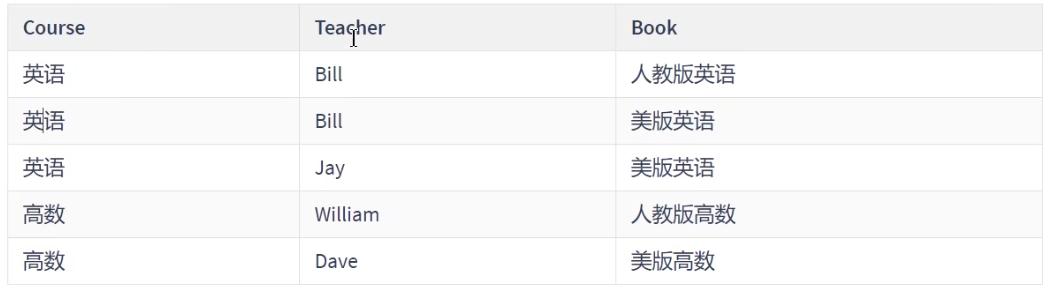 Course Teacher Book
英语 Bill 人教版英语
英语 Bill 美版英语
英语 Jay 美版英语
高数 William 人教版高数
高数 Dave 美版高数